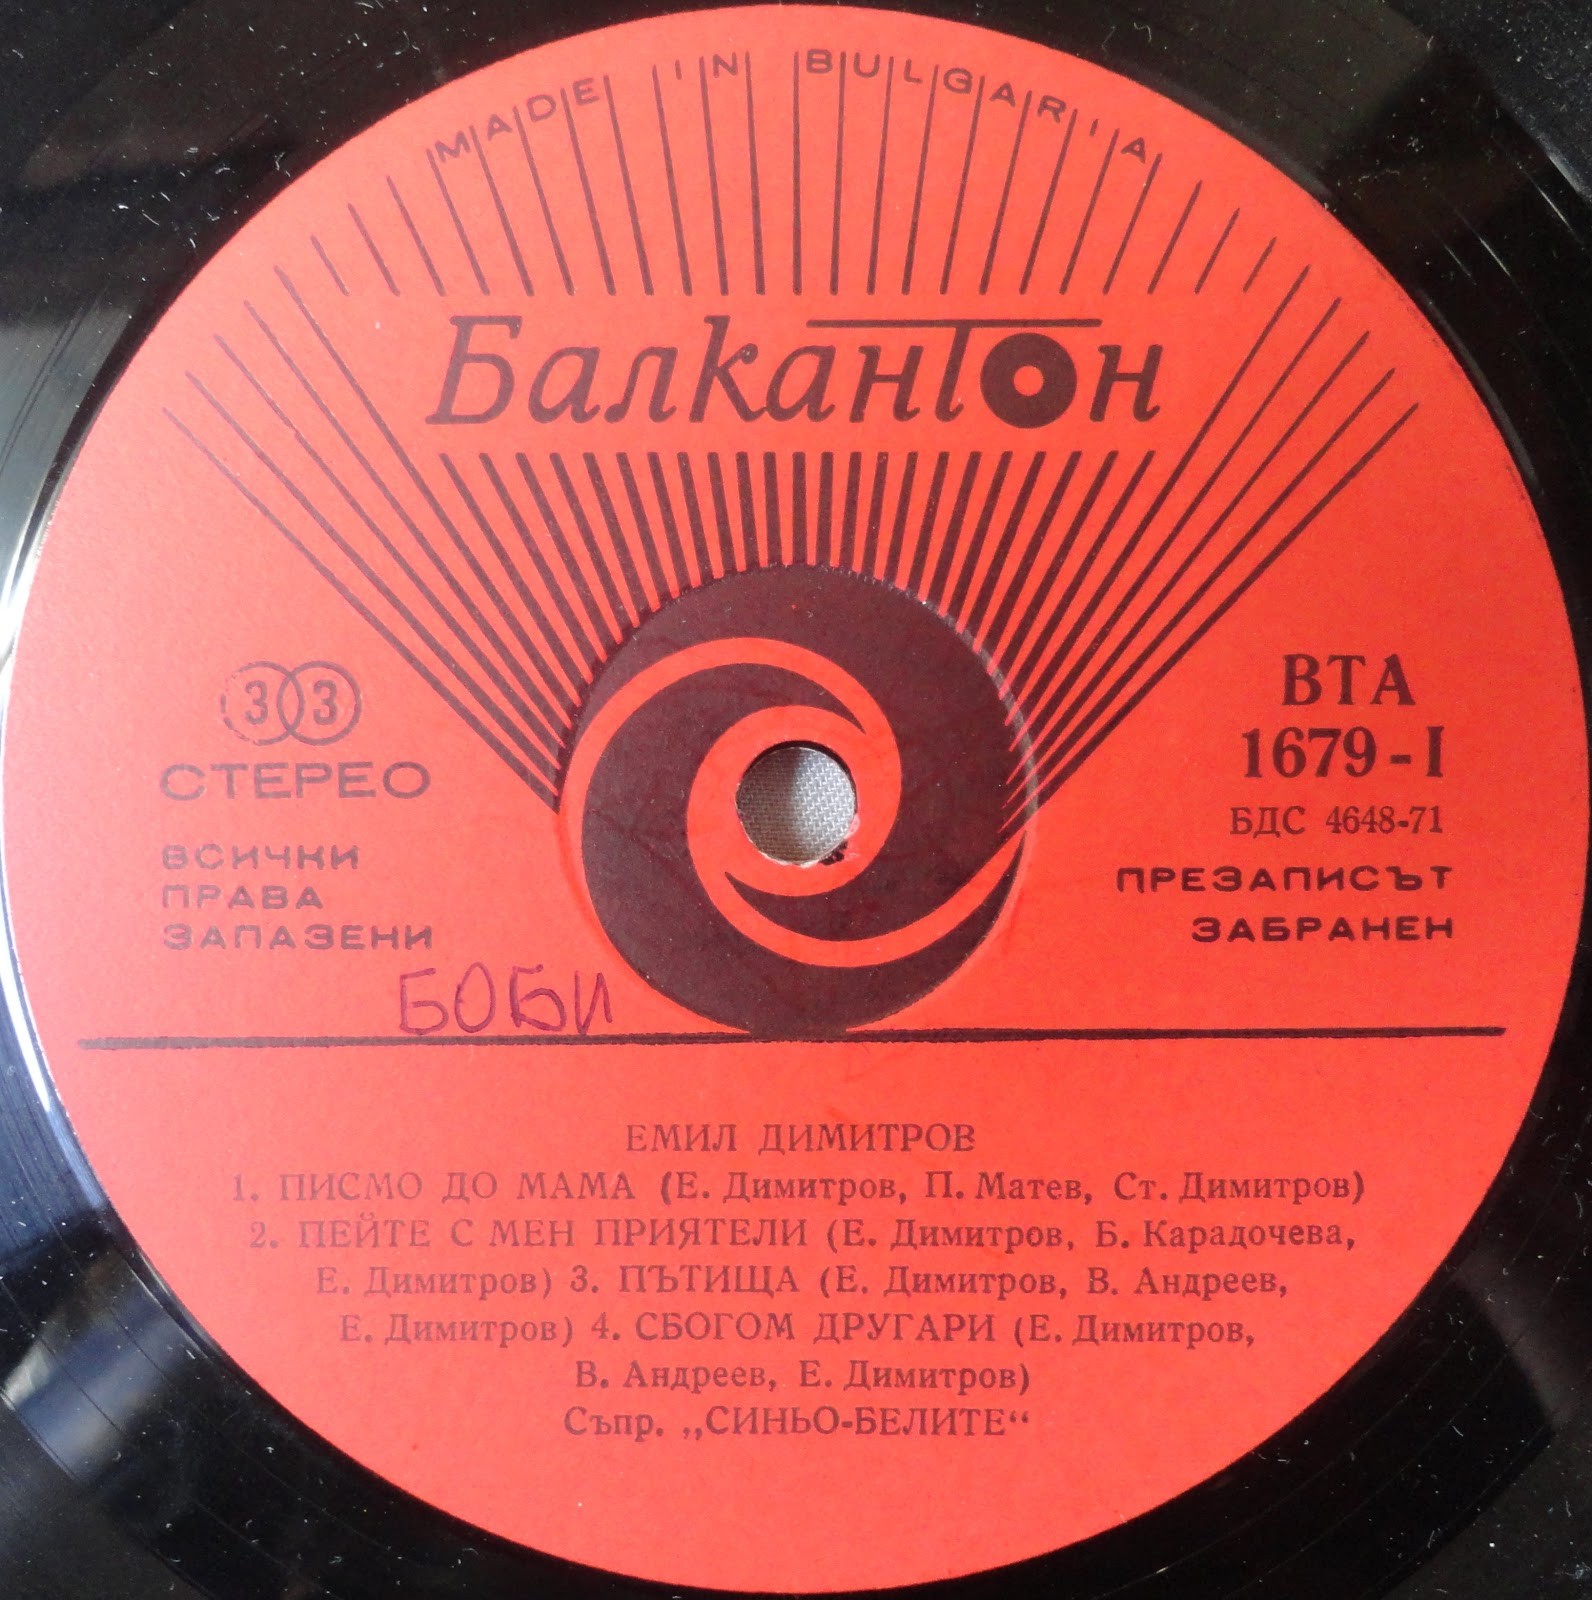 MADE IN BULGARIA
Балкантон
33
СТЕРЕО
ВСИЧКИ
ПРАВА
ЗАПАЗЕНИ
ВТА
1679-I
БДС 4648-71
ПРЕЗАПИСЪТ
ЗАБРАНЕН
БОБИ
ЕМИЛ ДИМИТРОВ
1. ПИСМО ДО МАМА (Е. Димитров, П. Матев, Ст. Димитров)
2. ПЕЙТЕ С МЕН ПРИЯТЕЛИ (Е. Димитров, Б. Карадочева,
Е. Димитров) 3. ПЪТИЩА (Е. Димитров, В. Андреев,
Е. Димитров) 4. СБОГОМ ДРУГАРИ (Е. Димитров,
В. Андреев, Е. Димитров)
Съпр. „СИНЬО-БЕЛИТЕ“